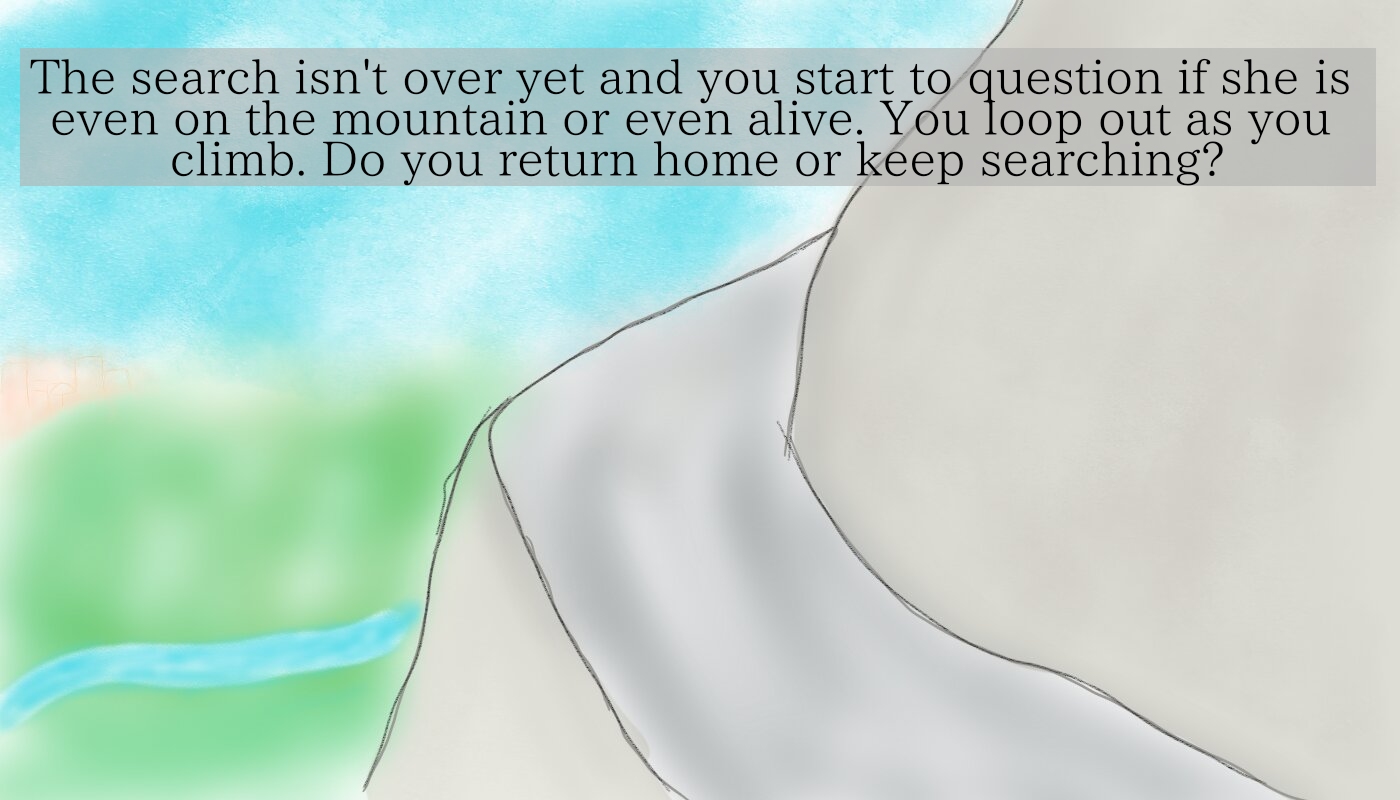 The search isn't over yet and you start to question if she is
even on the mountain or even alive. You loop out as you
climb. Do you return home or keep searching?